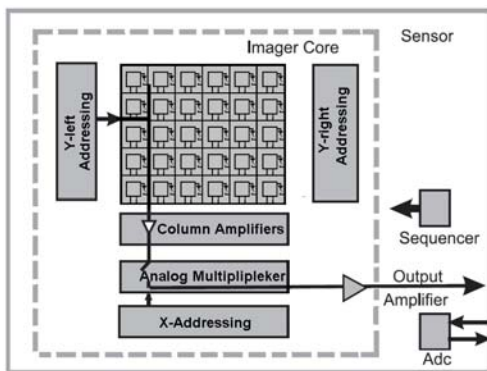 Sensor
Imager Core
Y-left
Addressing
Y-right
Addressing
Column Amplifiers
Sequencer
Analog Multiplipleker
Output
Amplifier
X-Addressing
Adc